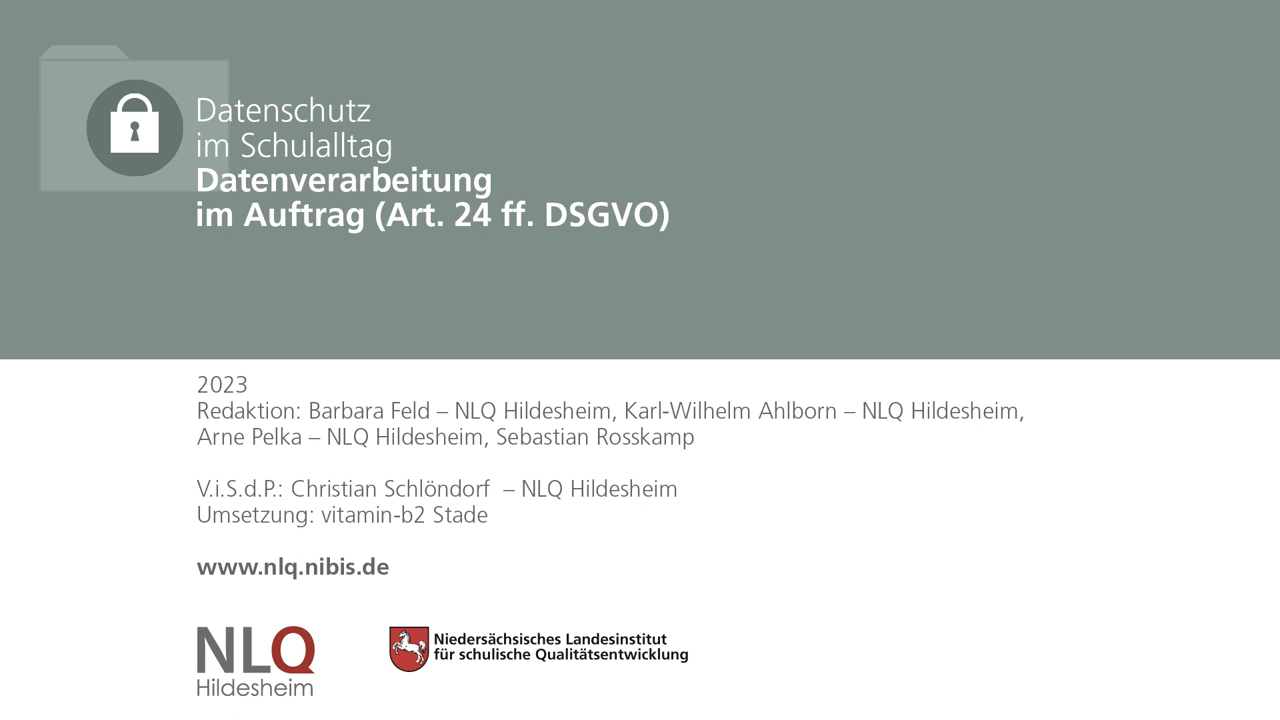 Datenschutz
im Schulalltag
Datenverarbeitung
im Auftrag (Art. 24 ff. DSGVO)
2023
Redaktion: Barbara Feld – NLQ Hildesheim, Karl-Wilhelm Ahlborn – NLQ Hildesheim,
Arne Pelka – NLQ Hildesheim, Sebastian Rosskamp
V.i.S.d.P.: Christian Schlöndorf – NLQ Hildesheim
Umsetzung: vitamin-b2 Stade
www.nlq.nibis.de
NLQ
Hildesheim
Niedersächsisches Landesinstitut
für schulische Qualitätsentwicklung